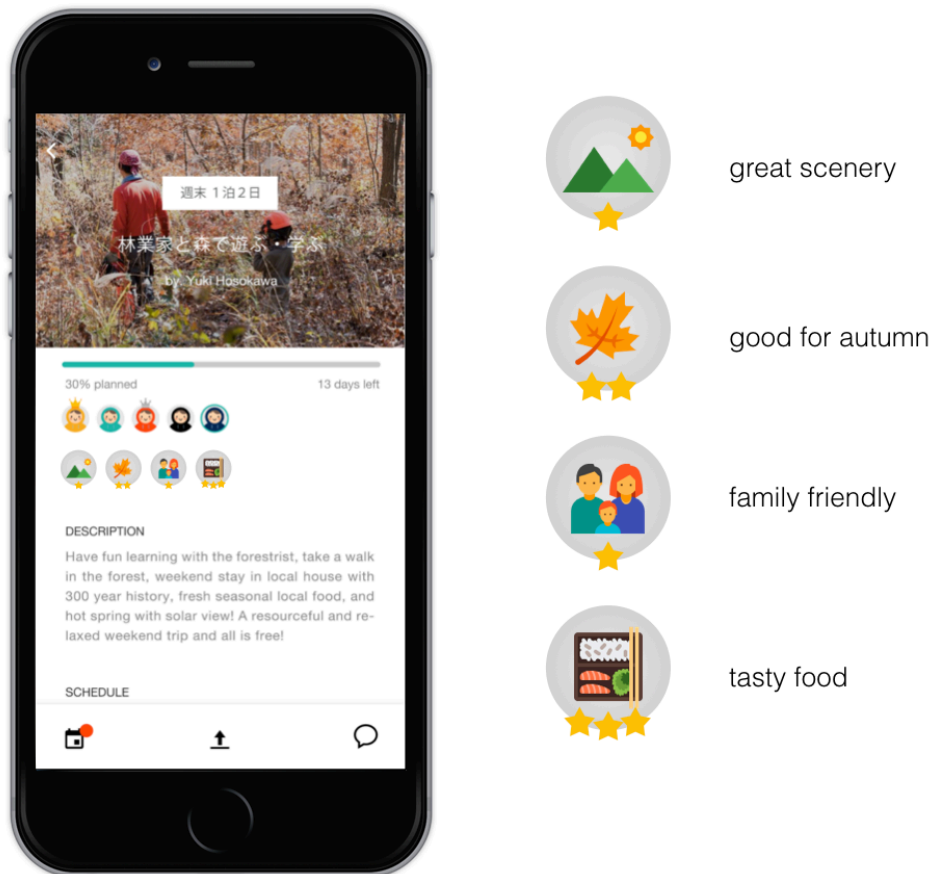 週末 1泊2日
林業家と森で遊ぶ・学ぶ
by. Yuki Hosokawa
30% planned
13 days left
DESCRIPTION
Have fun learning with the forestrist, take a walk
in the forest, weekend stay in local house with
300 year history, fresh seasonal local food, and
hot spring with solar view! A resourceful and re-
laxed weekend trip and all is free!
SCHEDULE
great scenery
good for autumn
family friendly
tasty food